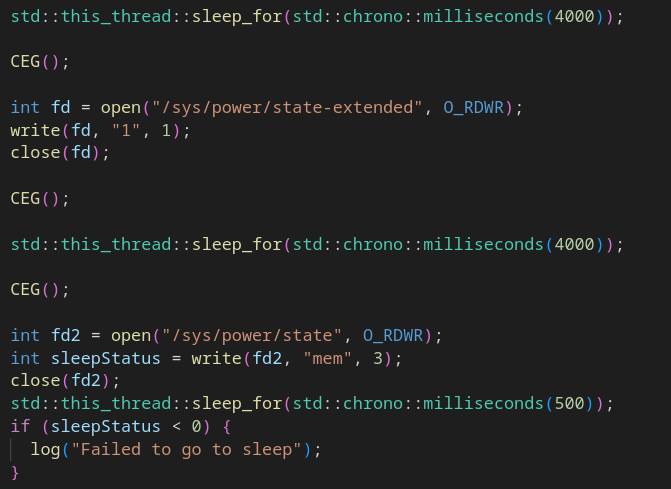 std::this_thread::sleep_for(std::chrono::milliseconds(4000));
CEG();
int fd = open("/sys/power/state-extended", O_RDWR);
write(fd, "1", 1);
close(fd);
CEG();
std::this_thread::sleep_for(std::chrono::milliseconds(4000));
CEG();
int fd2 = open("/sys/power/state", O_RDWR);
int sleepStatus = write(fd2, "mem", 3);
close(fd2);
std::this_thread::sleep_for(std::chrono::milliseconds(500));
if (sleepStatus < 0) {
  log("Failed to go to sleep");
}